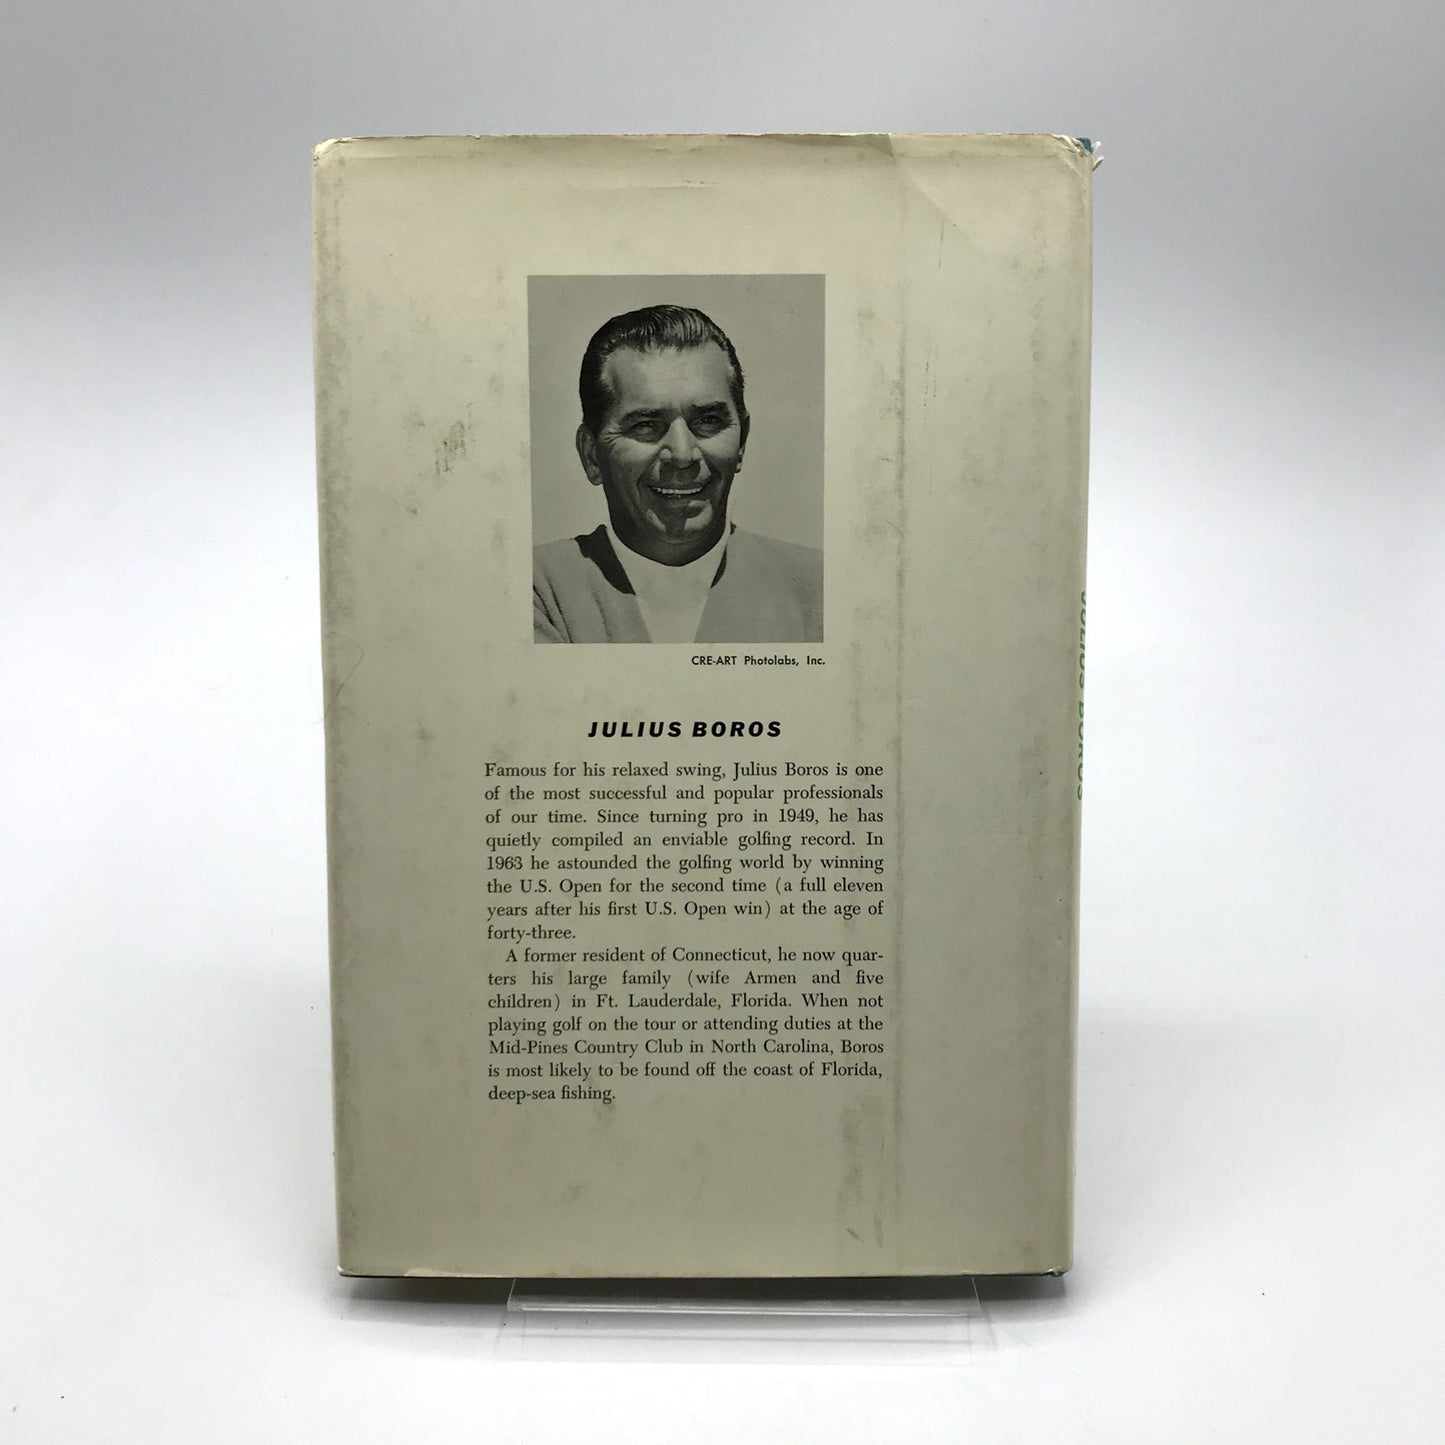 CRE-ART Photolabs, Inc.
JULIUS BOROS
Famous for his relaxed swing, Julius Boros is one
of the most successful and popular professionals
of our time. Since turning pro in 1949, he has
quietly compiled an enviable golfing record. In
1963 he astounded the golfing world by winning
the U.S. Open for the second time (a full eleven
years after his first U.S. Open win) at the age of
forty-three.
A former resident of Connecticut, he now quar-
ters his large family (wife Armen and five
children) in Ft. Lauderdale, Florida. When not
playing golf on the tour or attending duties at the
Mid-Pines Country Club in North Carolina, Boros
is most likely to be found off the coast of Florida,
deep-sea fishing.
JULIUS BOROS